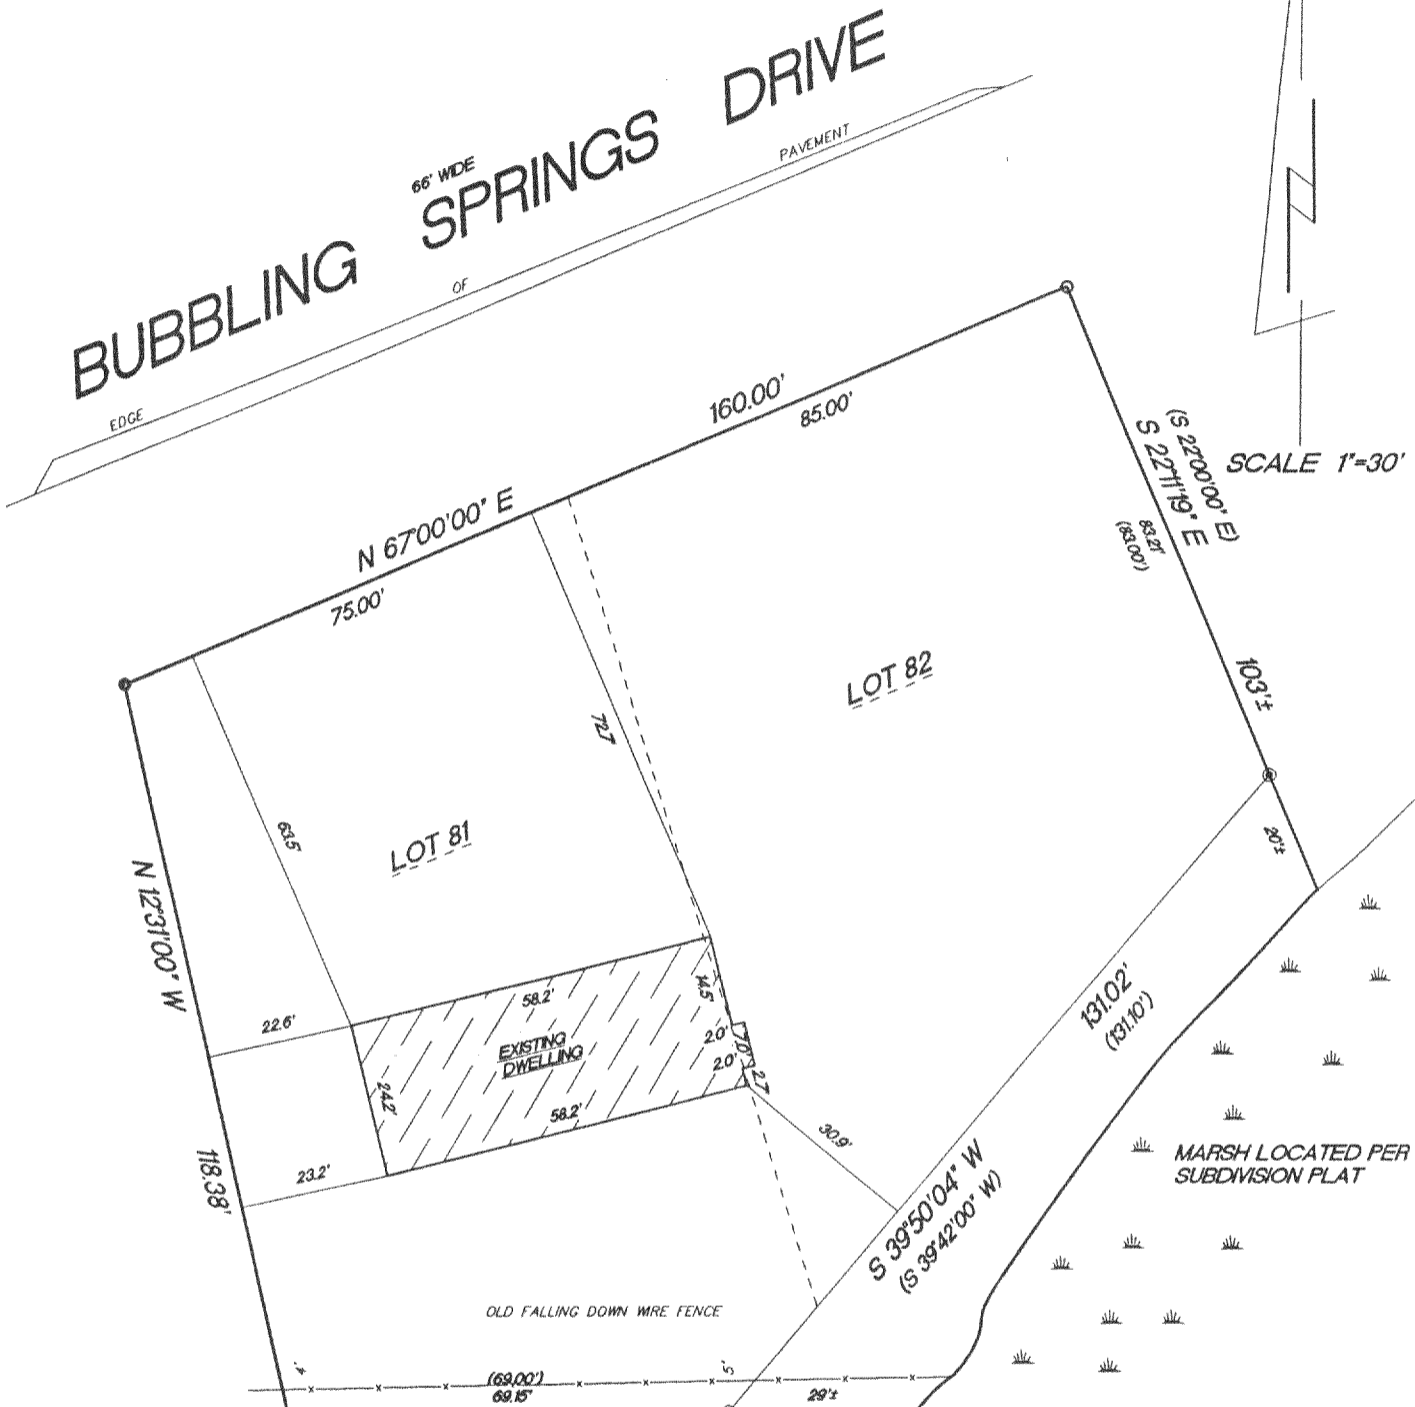 BUBBLING SPRINGS DRIVE
66' WIDE
EDGE OF PAVEMENT
SCALE 1"=30'
N 67°00'00" E
160.00'
75.00'
85.00'
(S 22°00'00" E)
S 22°11'19" E
83.21'
(83.00')
103'±
20'±
LOT 82
LOT 81
72.7'
63.5'
N 12°31'00" W
118.38'
22.6'
23.2'
58.2'
EXISTING
DWELLING
58.2'
24.2'
14.5'
2.0'
7.0'
2.0'
2.7'
30.9'
131.02'
(131.10')
S 39°50'04" W
(S 39°42'00" W)
MARSH LOCATED PER
SUBDIVISION PLAT
OLD FALLING DOWN WIRE FENCE
4'
(69.00')
69.15'
5'
29'±